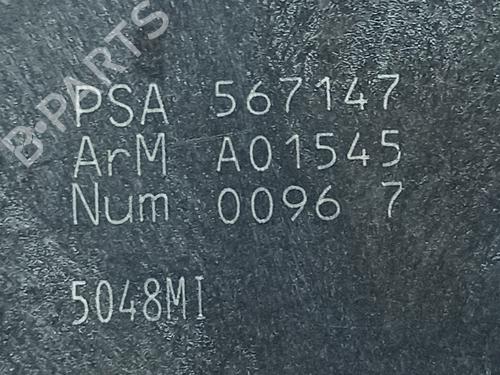 B-PARTS
PSA 567147
ArM A01545
Num 0096 7
5048MI